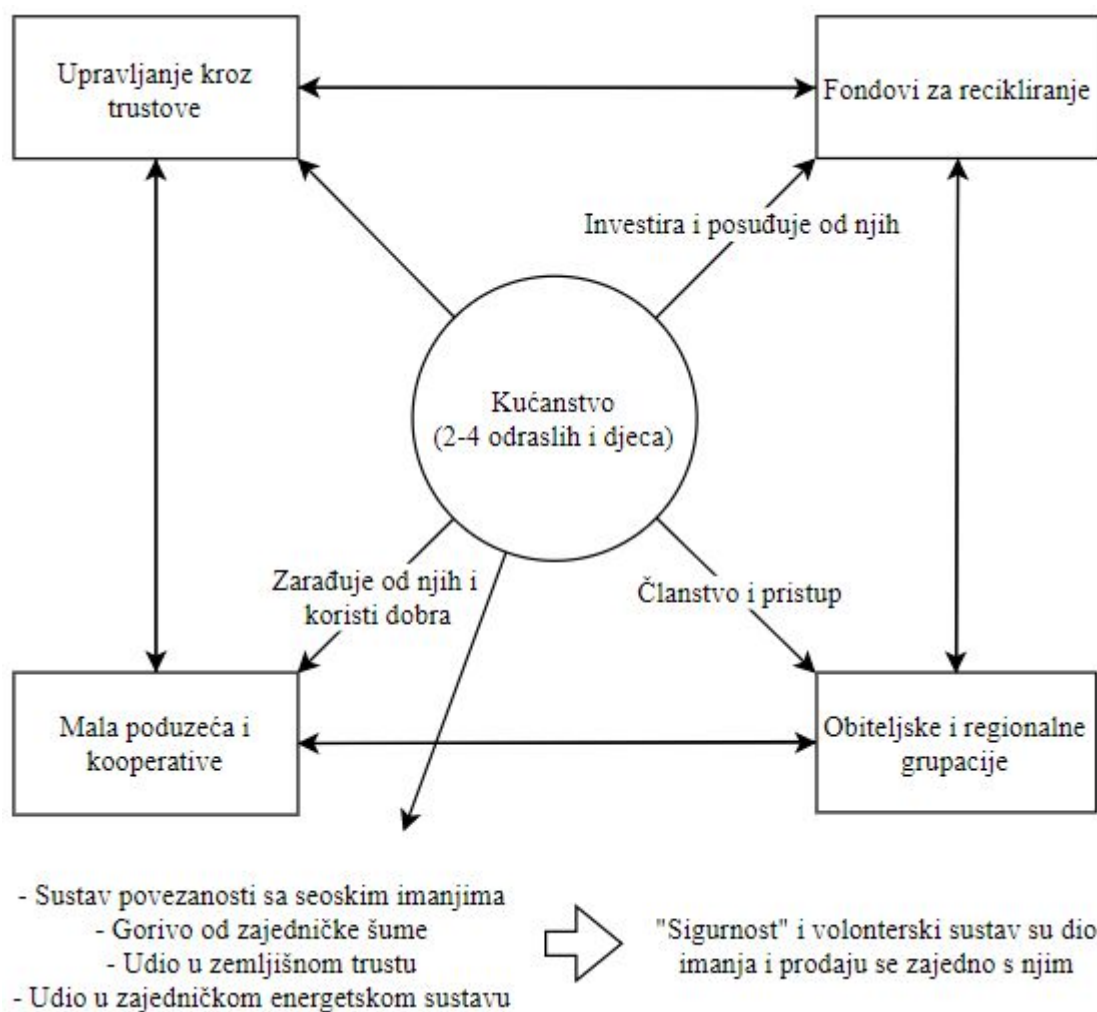 Upravljanje kroz
trustove
Fondovi za recikliranje
Investira i posuđuje od njih
Kućanstvo
(2-4 odraslih i djeca)
Zarađuje od njih i
koristi dobra
Članstvo i pristup
Mala poduzeća i
kooperative
Obiteljske i regionalne
grupacije
- Sustav povezanosti sa seoskim imanjima
- Gorivo od zajedničke šume
- Udio u zemljišnom trustu
- Udio u zajedničkom energetskom sustavu
"Sigurnost" i volonterski sustav su dio
imanja i prodaju se zajedno s njim